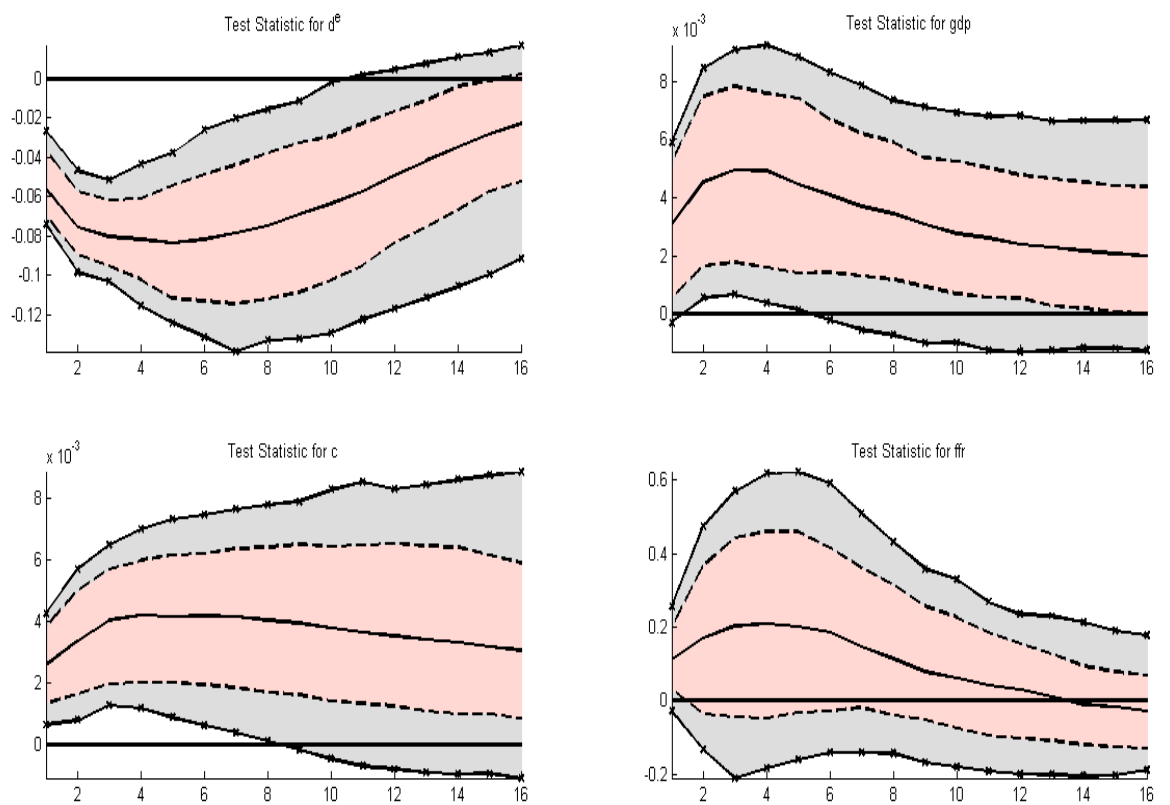 Test Statistic for dᵉ
0
-0.02
-0.04
-0.06
-0.08
-0.1
-0.12
2 4 6 8 10 12 14 16
Test Statistic for gdp
x 10⁻³
8
6
4
2
0
2 4 6 8 10 12 14 16
Test Statistic for c
x 10⁻³
8
6
4
2
0
2 4 6 8 10 12 14 16
Test Statistic for ffr
0.6
0.4
0.2
0
-0.2
2 4 6 8 10 12 14 16